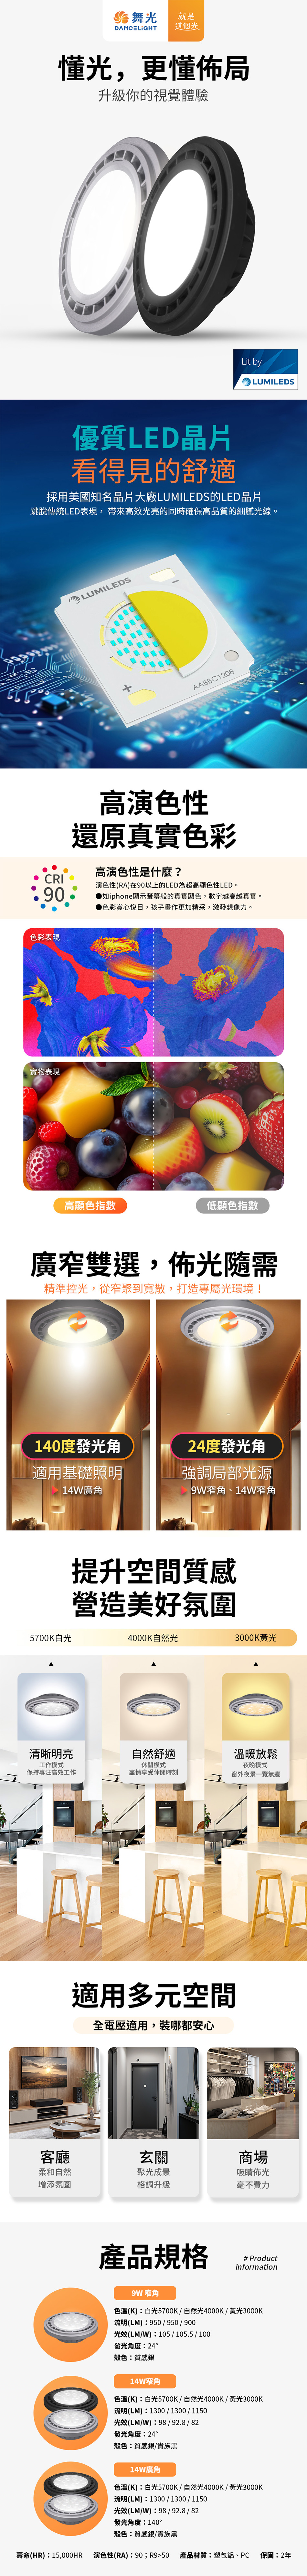 舞光
DANCELIGHT
就是
這個光
懂光，更懂佈局
升級你的視覺體驗
Lit by
LUMILEDS
優質LED晶片
看得見的舒適
採用美國知名晶片大廠LUMILEDS的LED晶片
跳脫傳統LED表現， 帶來高效光亮的同時確保高品質的細膩光線。
LUMILEDS
AA8BC1208
高演色性
還原真實色彩
CRI
90
高演色性是什麼？
演色性(RA)在90以上的LED為超高顯色性LED。
●如iphone顯示螢幕般的真實顯色，數字越高越真實。
●色彩賞心悅目，孩子畫作更加精采，激發想像力。
色彩表現
實物表現
高顯色指數
低顯色指數
廣窄雙選，佈光隨需
精準控光，從窄聚到寬散，打造專屬光環境！
140度發光角
適用基礎照明
14W廣角
24度發光角
強調局部光源
9W窄角、14W窄角
提升空間質感
營造美好氛圍
5700K白光
4000K自然光
3000K黃光
清晰明亮
工作模式
保持專注高效工作
自然舒適
休閒模式
盡情享受休閒時刻
溫暖放鬆
夜晚模式
窗外夜景一覽無遺
適用多元空間
全電壓適用，裝哪都安心
客廳
柔和自然
增添氛圍
玄關
聚光成景
格調升級
商場
吸睛佈光
毫不費力
產品規格
# Product
information
9W 窄角
色溫(K)：白光5700K / 自然光4000K / 黃光3000K
流明(LM)：950 / 950 / 900
光效(LM/W)：105 / 105.5 / 100
發光角度：24°
殼色：質感銀
14W窄角
色溫(K)：白光5700K / 自然光4000K / 黃光3000K
流明(LM)：1300 / 1300 / 1150
光效(LM/W)：98 / 92.8 / 82
發光角度：24°
殼色：質感銀/貴族黑
14W廣角
色溫(K)：白光5700K / 自然光4000K / 黃光3000K
流明(LM)：1300 / 1300 / 1150
光效(LM/W)：98 / 92.8 / 82
發光角度：140°
殼色：質感銀/貴族黑
壽命(HR)：15,000HR 演色性(RA)：90；R9>50 產品材質：塑包鋁、PC 保固：2年